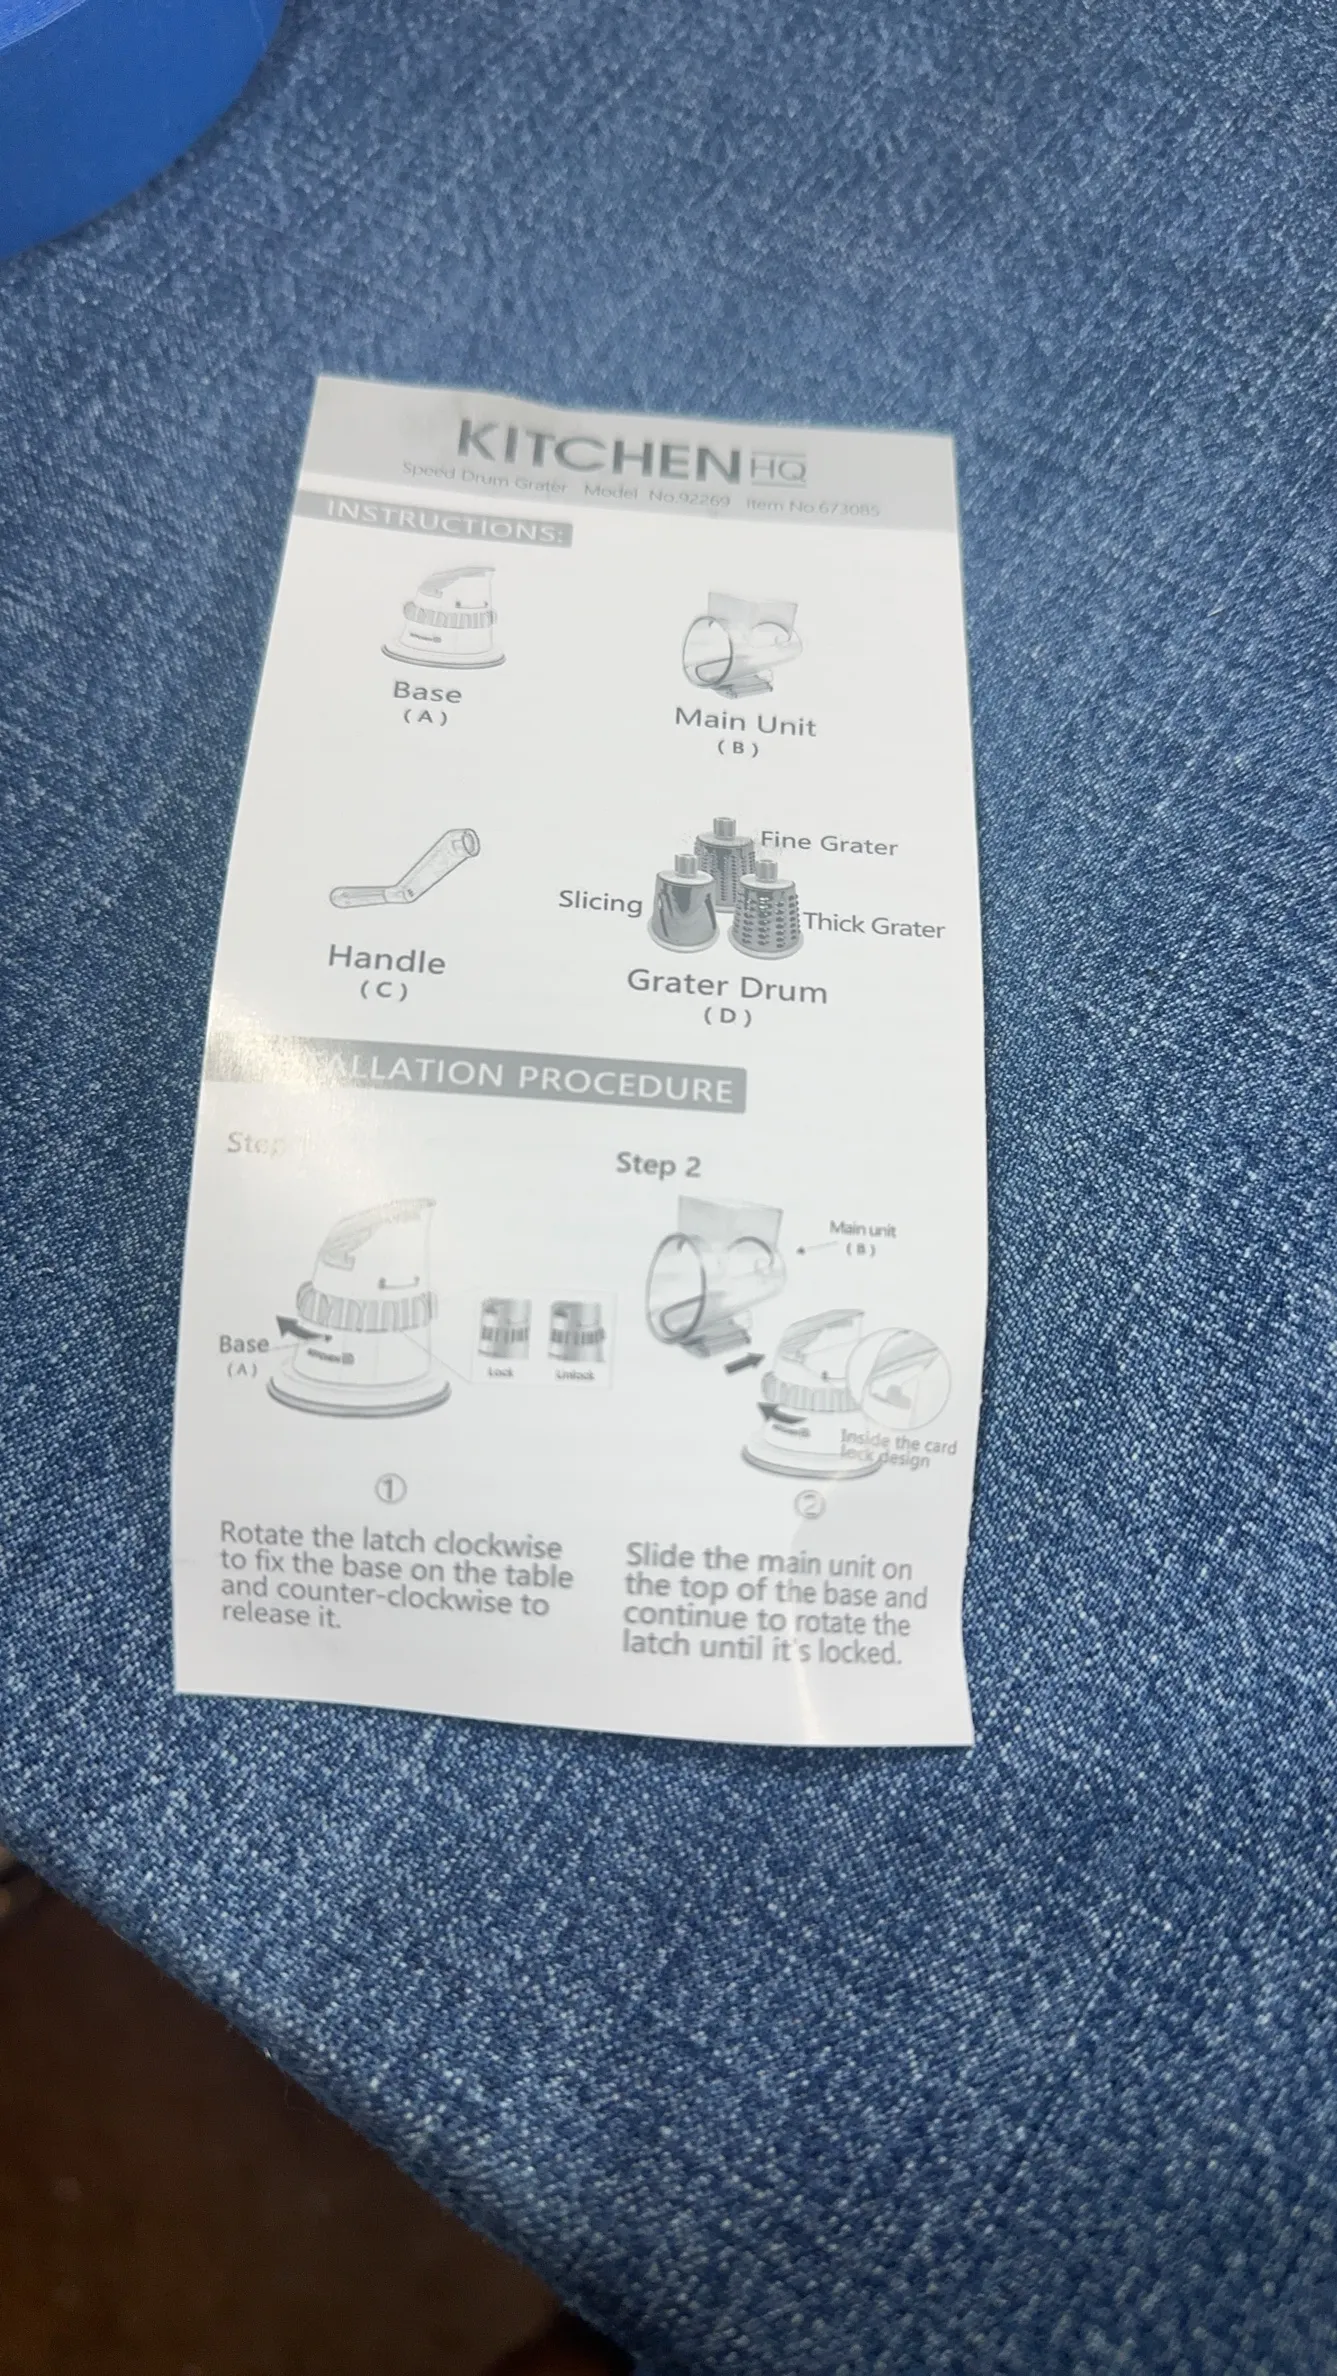 KITCHEN HQ
Speed Drum Grater Model No.92269 Item No.673085
INSTRUCTIONS:
Base
(A)
Main Unit
(B)
Fine Grater
Slicing
Thick Grater
Handle
(C)
Grater Drum
(D)
ALLATION PROCEDURE
Step
Step 2
Main unit
(B)
Base
(A)
Lock
Unlock
Inside the card
lock design
①
Rotate the latch clockwise
to fix the base on the table
and counter-clockwise to
release it.
②
Slide the main unit on
the top of the base and
continue to rotate the
latch until it's locked.